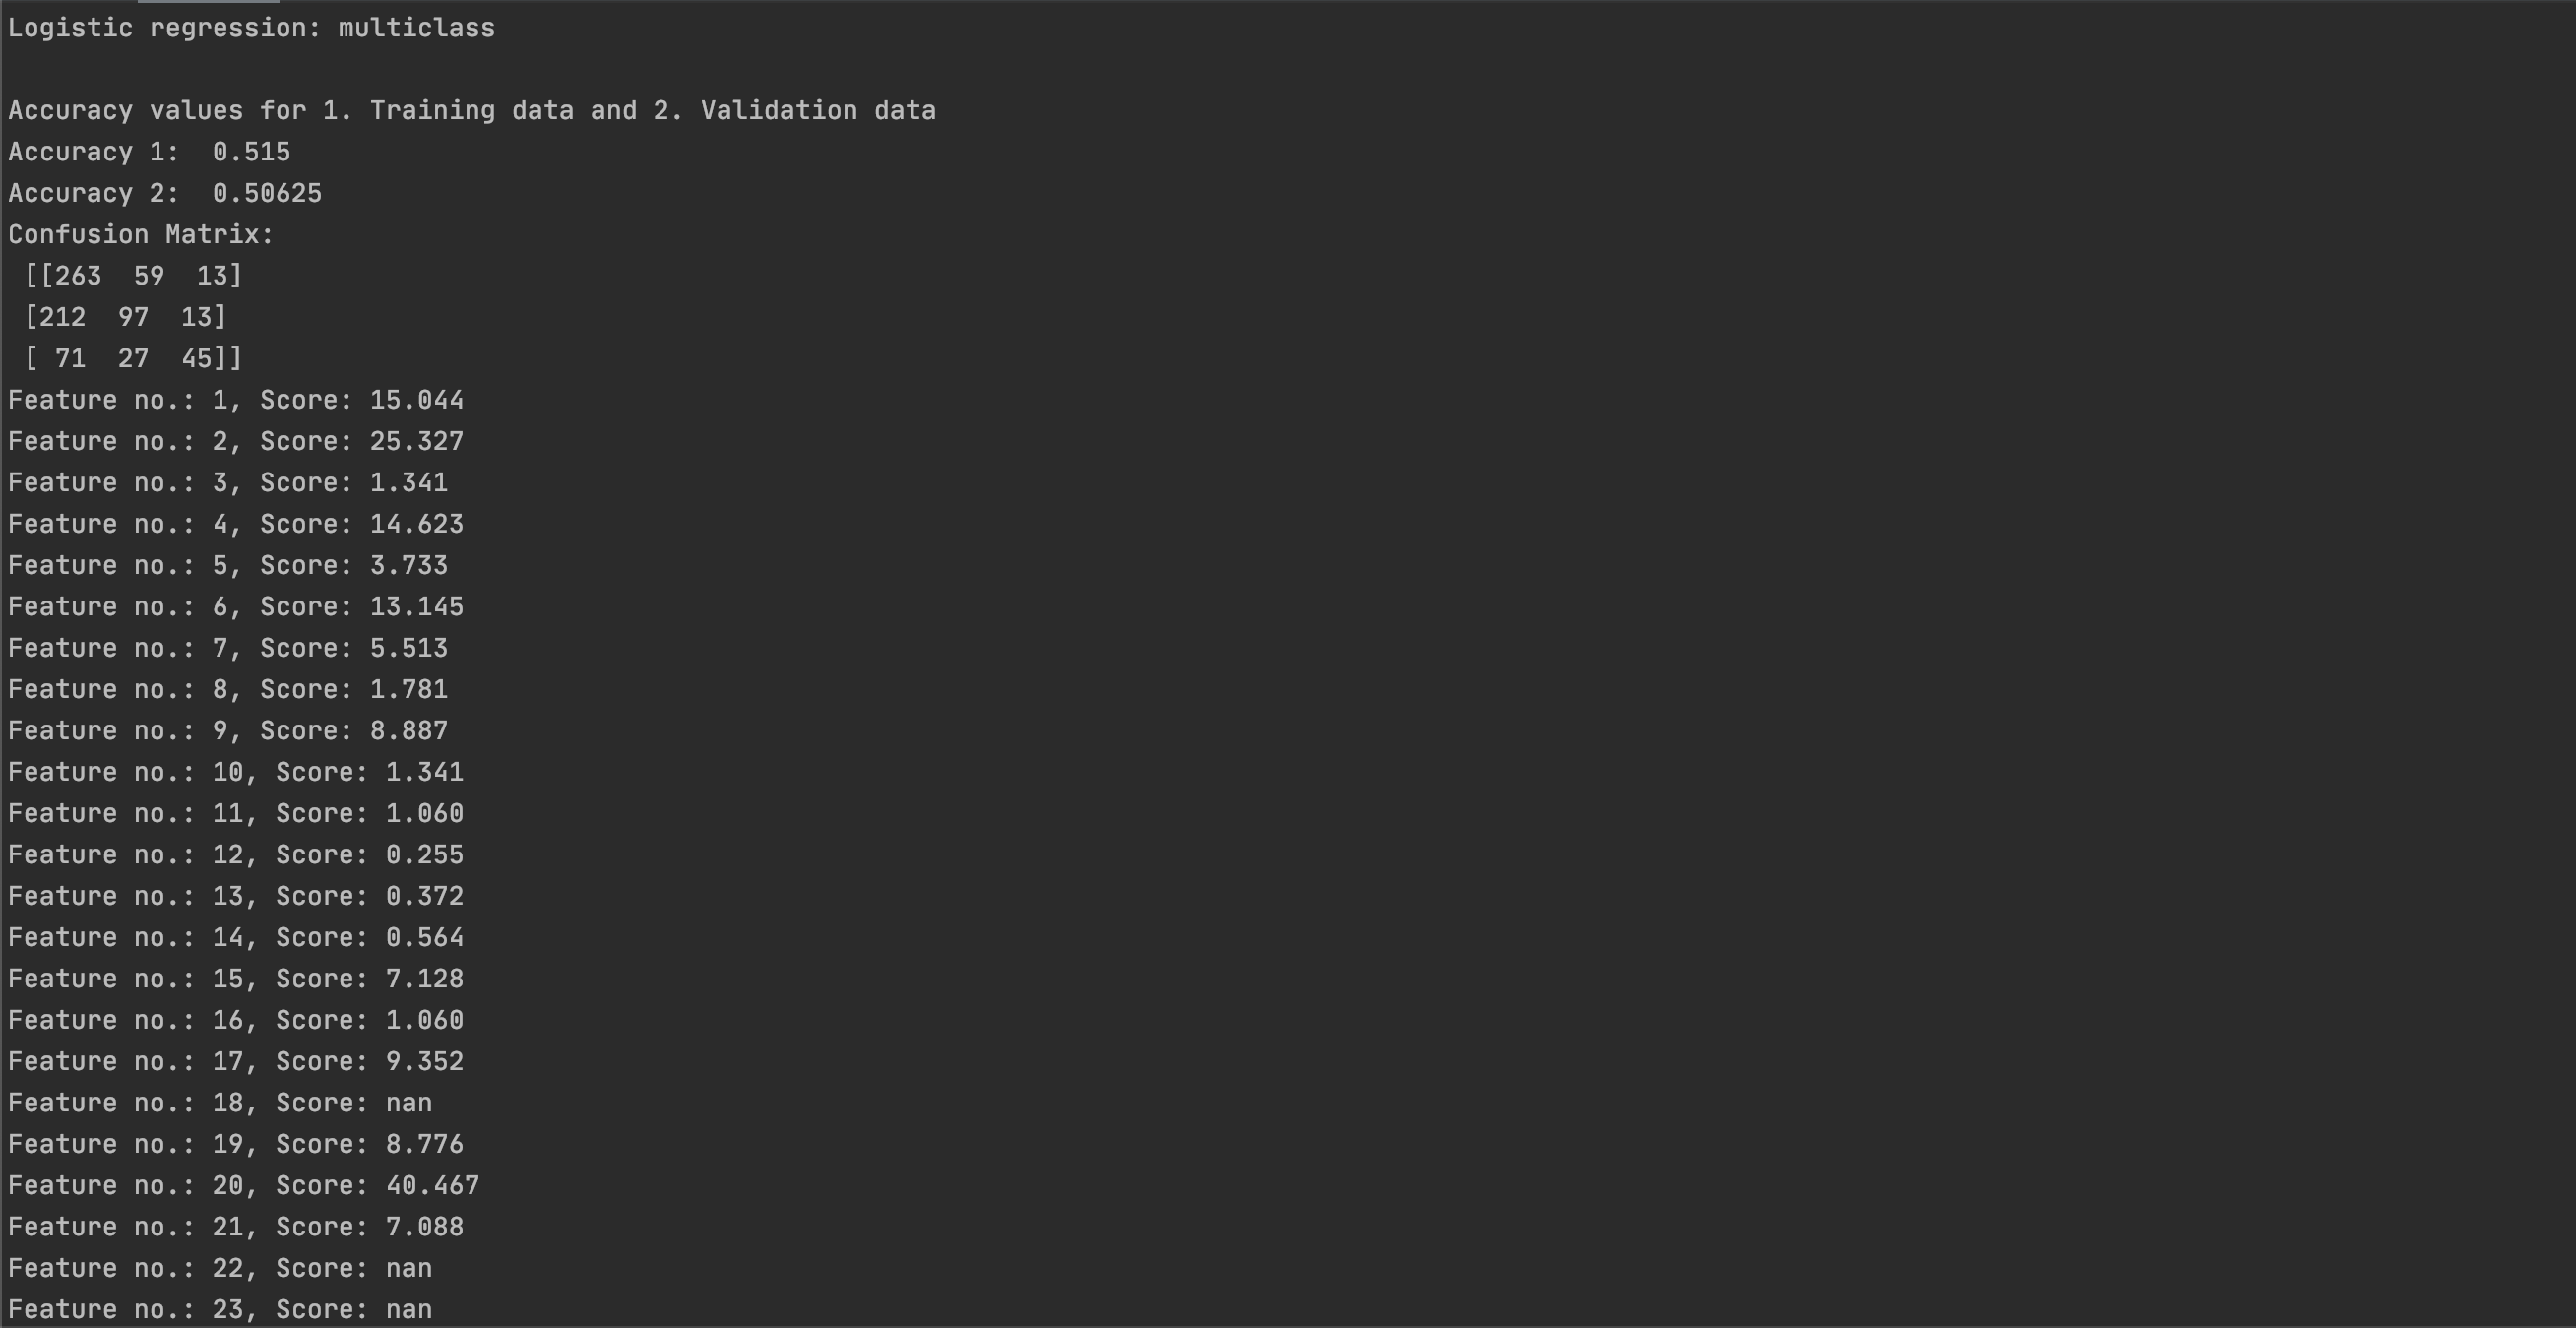 Logistic regression: multiclass
Accuracy values for 1. Training data and 2. Validation data
Accuracy 1:  0.515
Accuracy 2:  0.50625
Confusion Matrix:
 [[263  59  13]
 [212  97  13]
 [ 71  27  45]]
Feature no.: 1, Score: 15.044
Feature no.: 2, Score: 25.327
Feature no.: 3, Score: 1.341
Feature no.: 4, Score: 14.623
Feature no.: 5, Score: 3.733
Feature no.: 6, Score: 13.145
Feature no.: 7, Score: 5.513
Feature no.: 8, Score: 1.781
Feature no.: 9, Score: 8.887
Feature no.: 10, Score: 1.341
Feature no.: 11, Score: 1.060
Feature no.: 12, Score: 0.255
Feature no.: 13, Score: 0.372
Feature no.: 14, Score: 0.564
Feature no.: 15, Score: 7.128
Feature no.: 16, Score: 1.060
Feature no.: 17, Score: 9.352
Feature no.: 18, Score: nan
Feature no.: 19, Score: 8.776
Feature no.: 20, Score: 40.467
Feature no.: 21, Score: 7.088
Feature no.: 22, Score: nan
Feature no.: 23, Score: nan